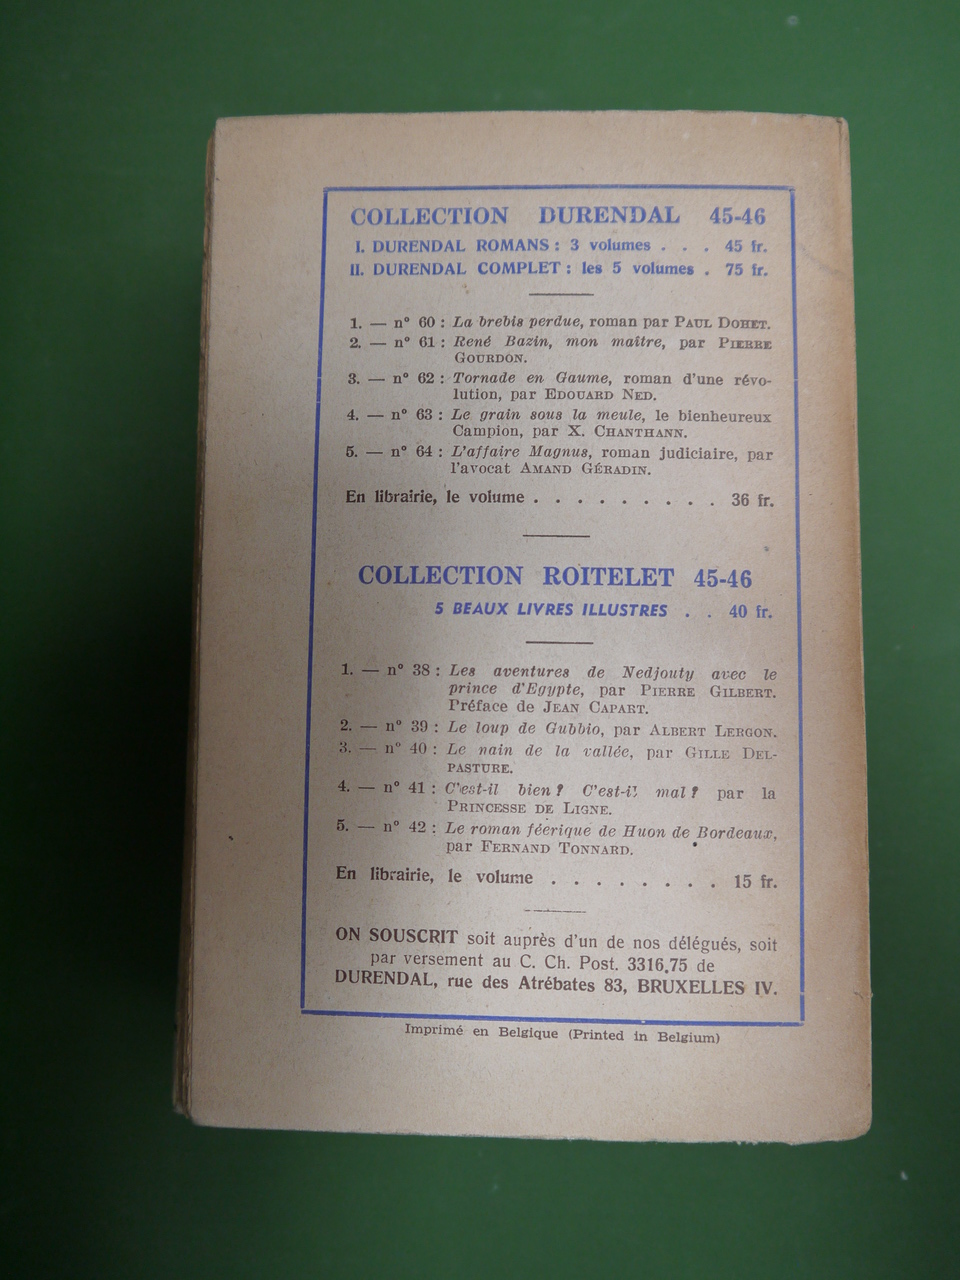 COLLECTION DURENDAL 45-46
I. DURENDAL ROMANS : 3 volumes . . . 45 fr.
II. DURENDAL COMPLET : les 5 volumes . 75 fr.
1. — n° 60 : La brebis perdue, roman par PAUL DOHET.
2. — n° 61 : René Bazin, mon maître, par PIERRE
GOURDON.
3. — n° 62 : Tornade en Gaume, roman d'une révo-
lution, par EDOUARD NED.
4. — n° 63 : Le grain sous la meule, le bienheureux
Campion, par X. CHANTHANN.
5. — n° 64 : L'affaire Magnus, roman judiciaire, par
l'avocat AMAND GÉRADIN.
En librairie, le volume . . . . . . . . . 36 fr.
COLLECTION ROITELET 45-46
5 BEAUX LIVRES ILLUSTRES . . 40 fr.
1. — n° 38 : Les aventures de Nedjouty avec le
prince d'Egypte, par PIERRE GILBERT.
Préface de JEAN CAPART.
2. — n° 39 : Le loup de Gubbio, par ALBERT LERGON.
3. — n° 40 : Le nain de la vallée, par GILLE DEL-
PASTURE.
4. — n° 41 : C'est-il bien ? C'est-il mal ? par la
PRINCESSE DE LIGNE.
5. — n° 42 : Le roman féerique de Huon de Bordeaux,
par FERNAND TONNARD.
En librairie, le volume . . . . . . . . 15 fr.
ON SOUSCRIT soit auprès d'un de nos délégués, soit
par versement au C. Ch. Post. 3316.75 de
DURENDAL, rue des Atrébates 83, BRUXELLES IV.
Imprimé en Belgique (Printed in Belgium)